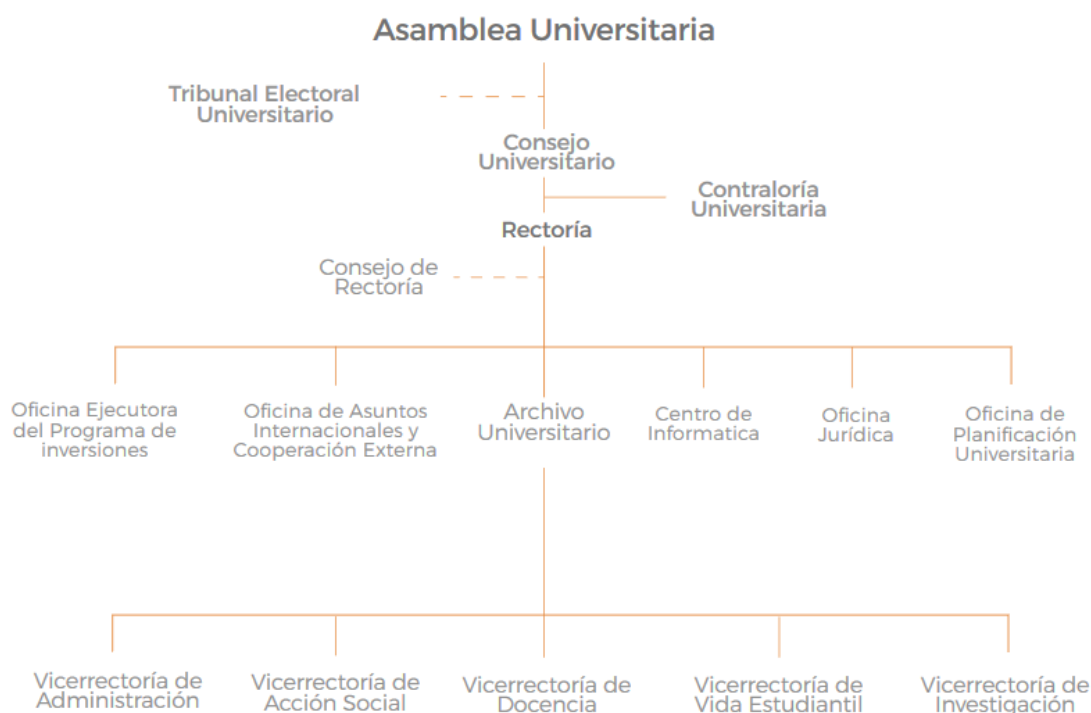 Asamblea Universitaria
Tribunal Electoral
Universitario
Consejo
Universitario
Contraloría
Universitaria
Rectoría
Consejo de
Rectoría
Oficina Ejecutora
del Programa de
inversiones
Oficina de Asuntos
Internacionales y
Cooperación Externa
Archivo
Universitario
Centro de
Informatica
Oficina
Jurídica
Oficina de
Planificación
Universitaria
Vicerrectoría de
Administración
Vicerrectoría de
Acción Social
Vicerrectoría de
Docencia
Vicerrectoría de
Vida Estudiantil
Vicerrectoría de
Investigación